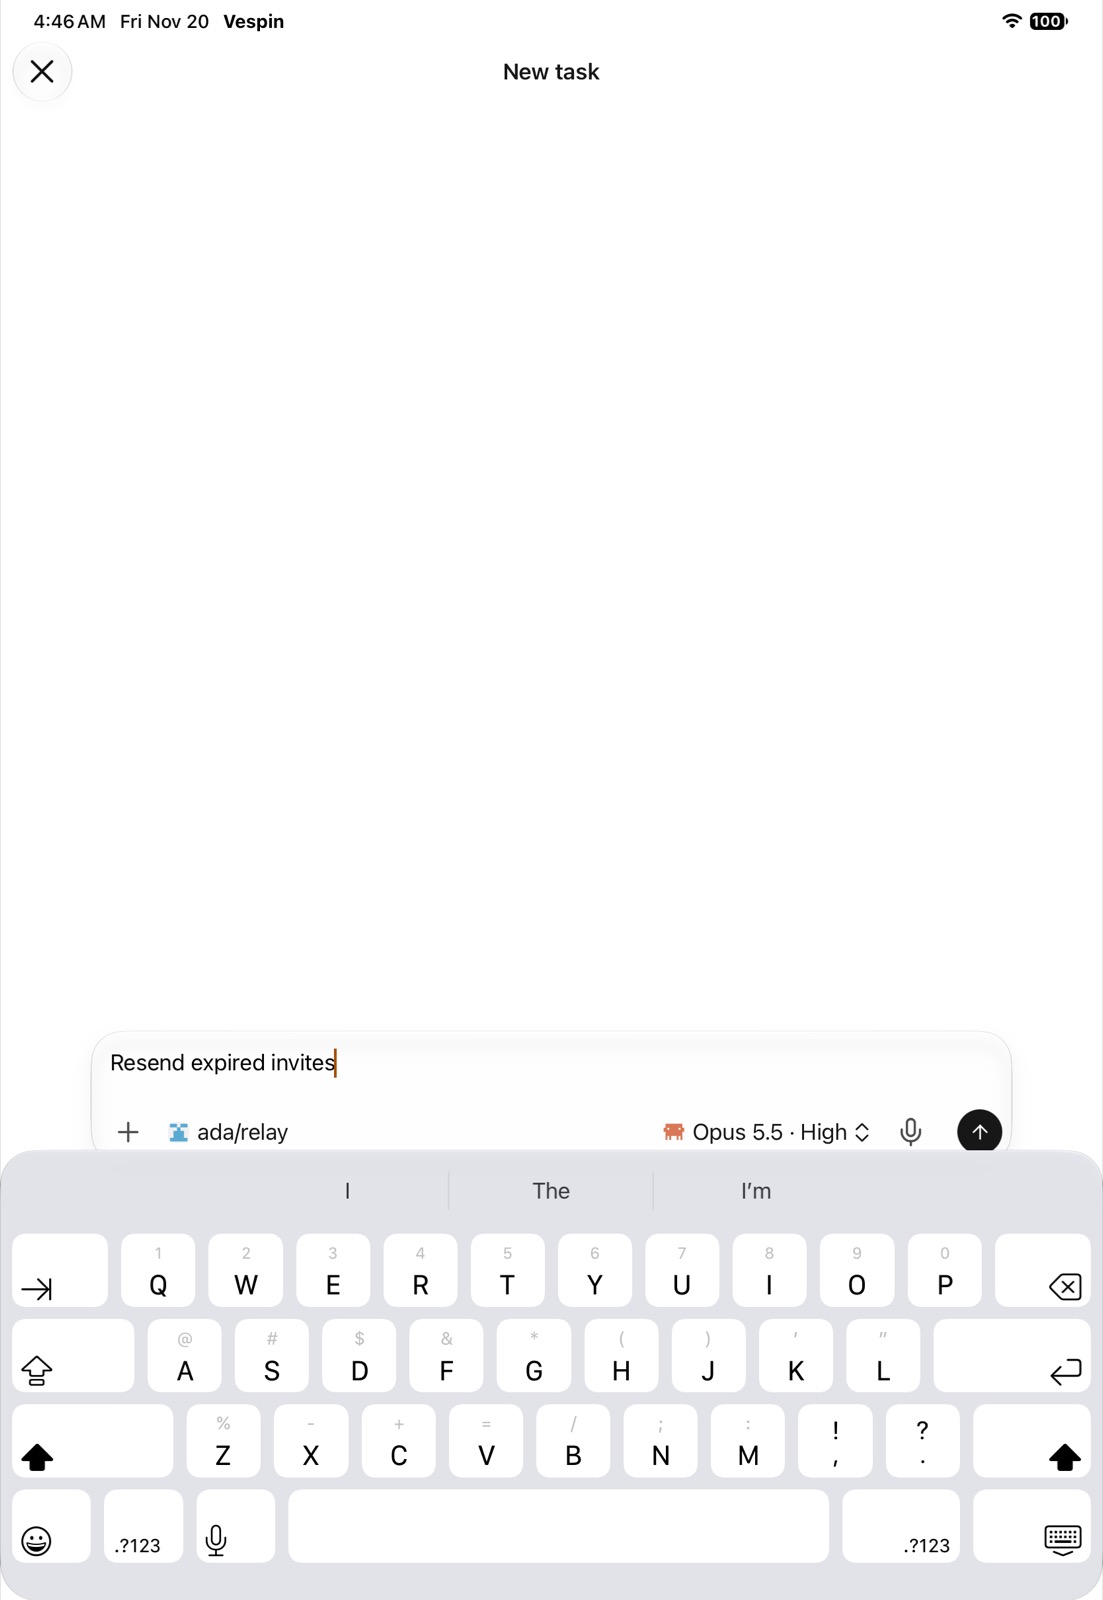 4:46 AM Fri Nov 20 Vespin 100
New task
Resend expired invites
ada/relay Opus 5.5 · High
I The I'm
1 2 3 4 5 6 7 8 9 0
Q W E R T Y U I O P
@ # $ & * ( ) ' "
A S D F G H J K L
% - + = / ; : ! ?
Z X C V B N M , .
.?123 .?123